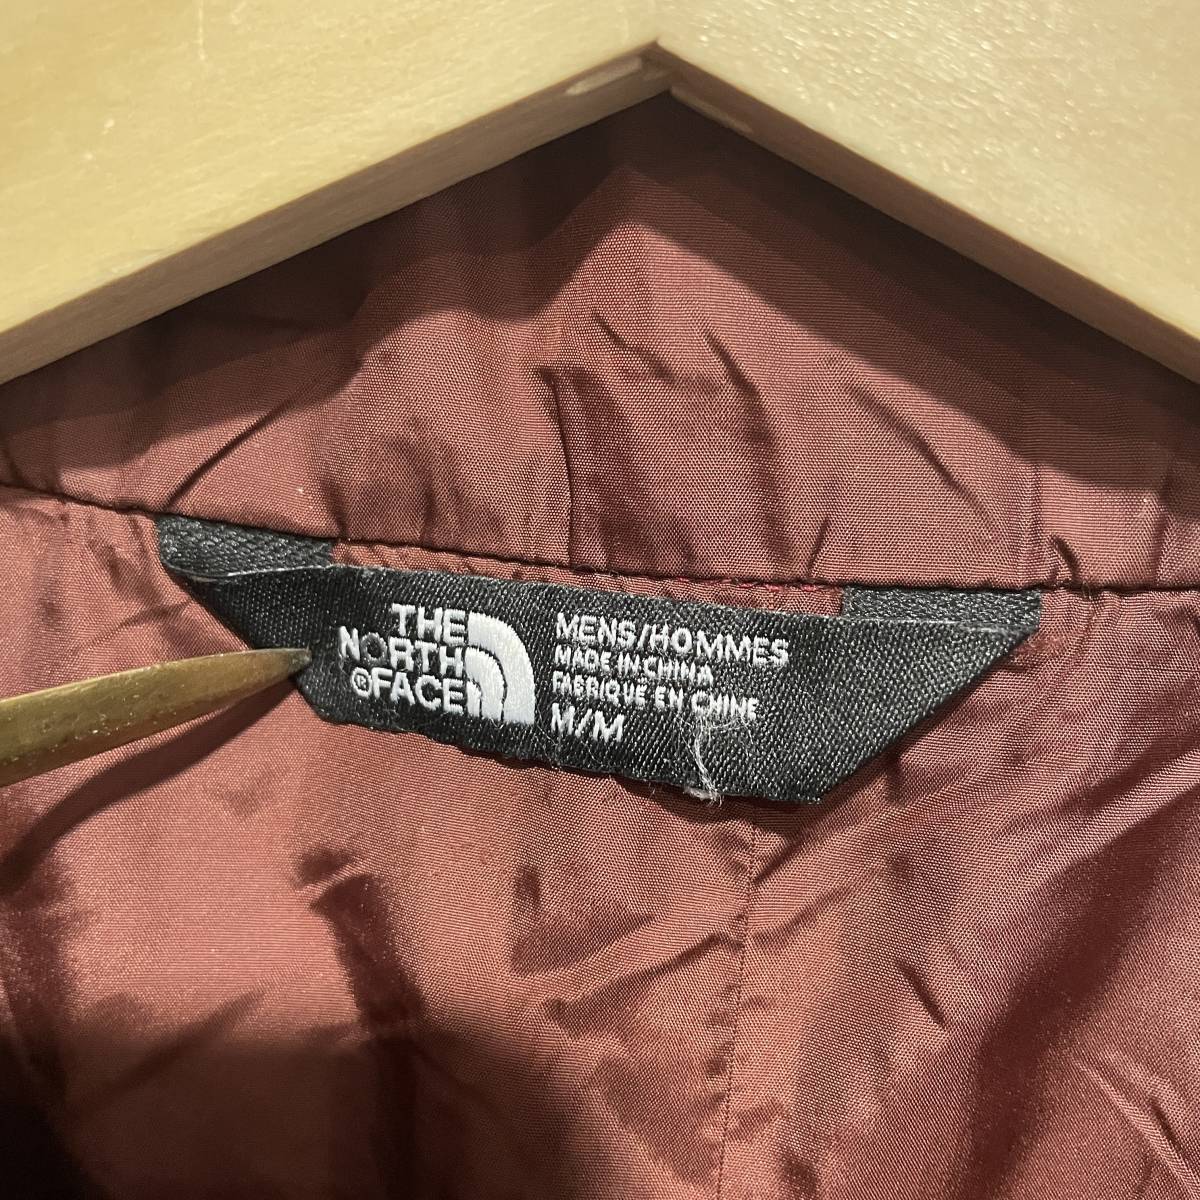 THE
NORTH
®FACE
MENS/HOMMES
MADE IN CHINA
FABRIQUE EN CHINE
M/M